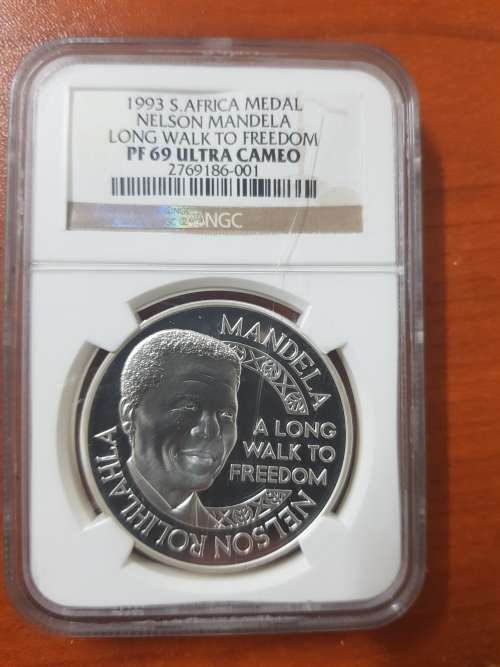 1993 S.AFRICA MEDAL
NELSON MANDELA
LONG WALK TO FREEDOM
PF 69 ULTRA CAMEO
2769186-001
NGC
NELSON ROLIHLAHLA
MANDELA
A LONG
WALK TO
FREEDOM